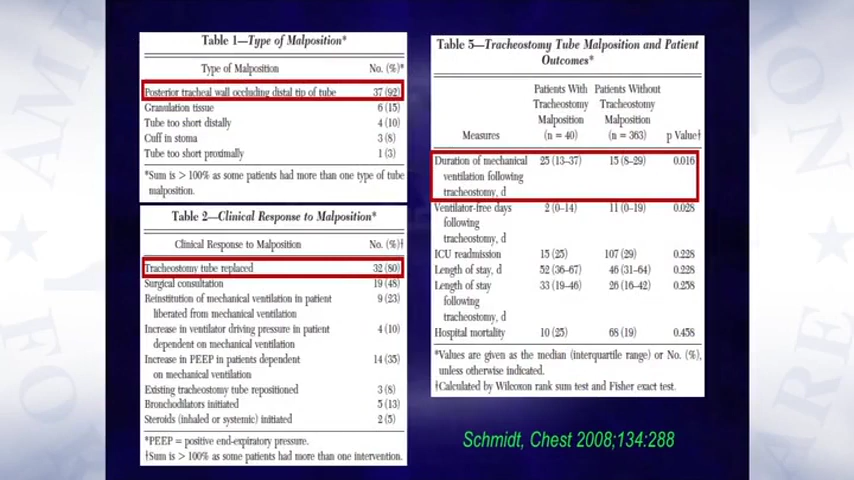 Table 1—Type of Malposition*
Type of Malposition No. (%)*
Posterior tracheal wall occluding distal tip of tube 37 (92)
Granulation tissue 6 (15)
Tube too short distally 4 (10)
Cuff in stoma 3 (8)
Tube too short proximally 1 (3)
*Sum is > 100% as some patients had more than one type of tube
malposition.
Table 2—Clinical Response to Malposition*
Clinical Response to Malposition No. (%)†
Tracheostomy tube replaced 32 (80)
Surgical consultation 19 (48)
Reinstitution of mechanical ventilation in patient 9 (23)
liberated from mechanical ventilation
Increase in ventilator driving pressure in patient 4 (10)
dependent on mechanical ventilation
Increase in PEEP in patients dependent 14 (35)
on mechanical ventilation
Existing tracheostomy tube repositioned 3 (8)
Bronchodilators initiated 5 (13)
Steroids (inhaled or systemic) initiated 2 (5)
*PEEP = positive end-expiratory pressure.
†Sum is > 100% as some patients had more than one intervention.
Table 5—Tracheostomy Tube Malposition and Patient
Outcomes*
Patients With Patients Without
Tracheostomy Tracheostomy
Malposition Malposition
Measures (n = 40) (n = 363) p Value†
Duration of mechanical 25 (13–37) 15 (8–29) 0.016
ventilation following
tracheostomy, d
Ventilator-free days 2 (0–14) 11 (0–19) 0.028
following
tracheostomy, d
ICU readmission 15 (25) 107 (29) 0.228
Length of stay, d 52 (36–67) 46 (31–64) 0.228
Length of stay 33 (19–46) 26 (16–42) 0.258
following
tracheostomy, d
Hospital mortality 10 (25) 68 (19) 0.458
*Values are given as the median (interquartile range) or No. (%),
unless otherwise indicated.
†Calculated by Wilcoxon rank sum test and Fisher exact test.
Schmidt, Chest 2008;134:288